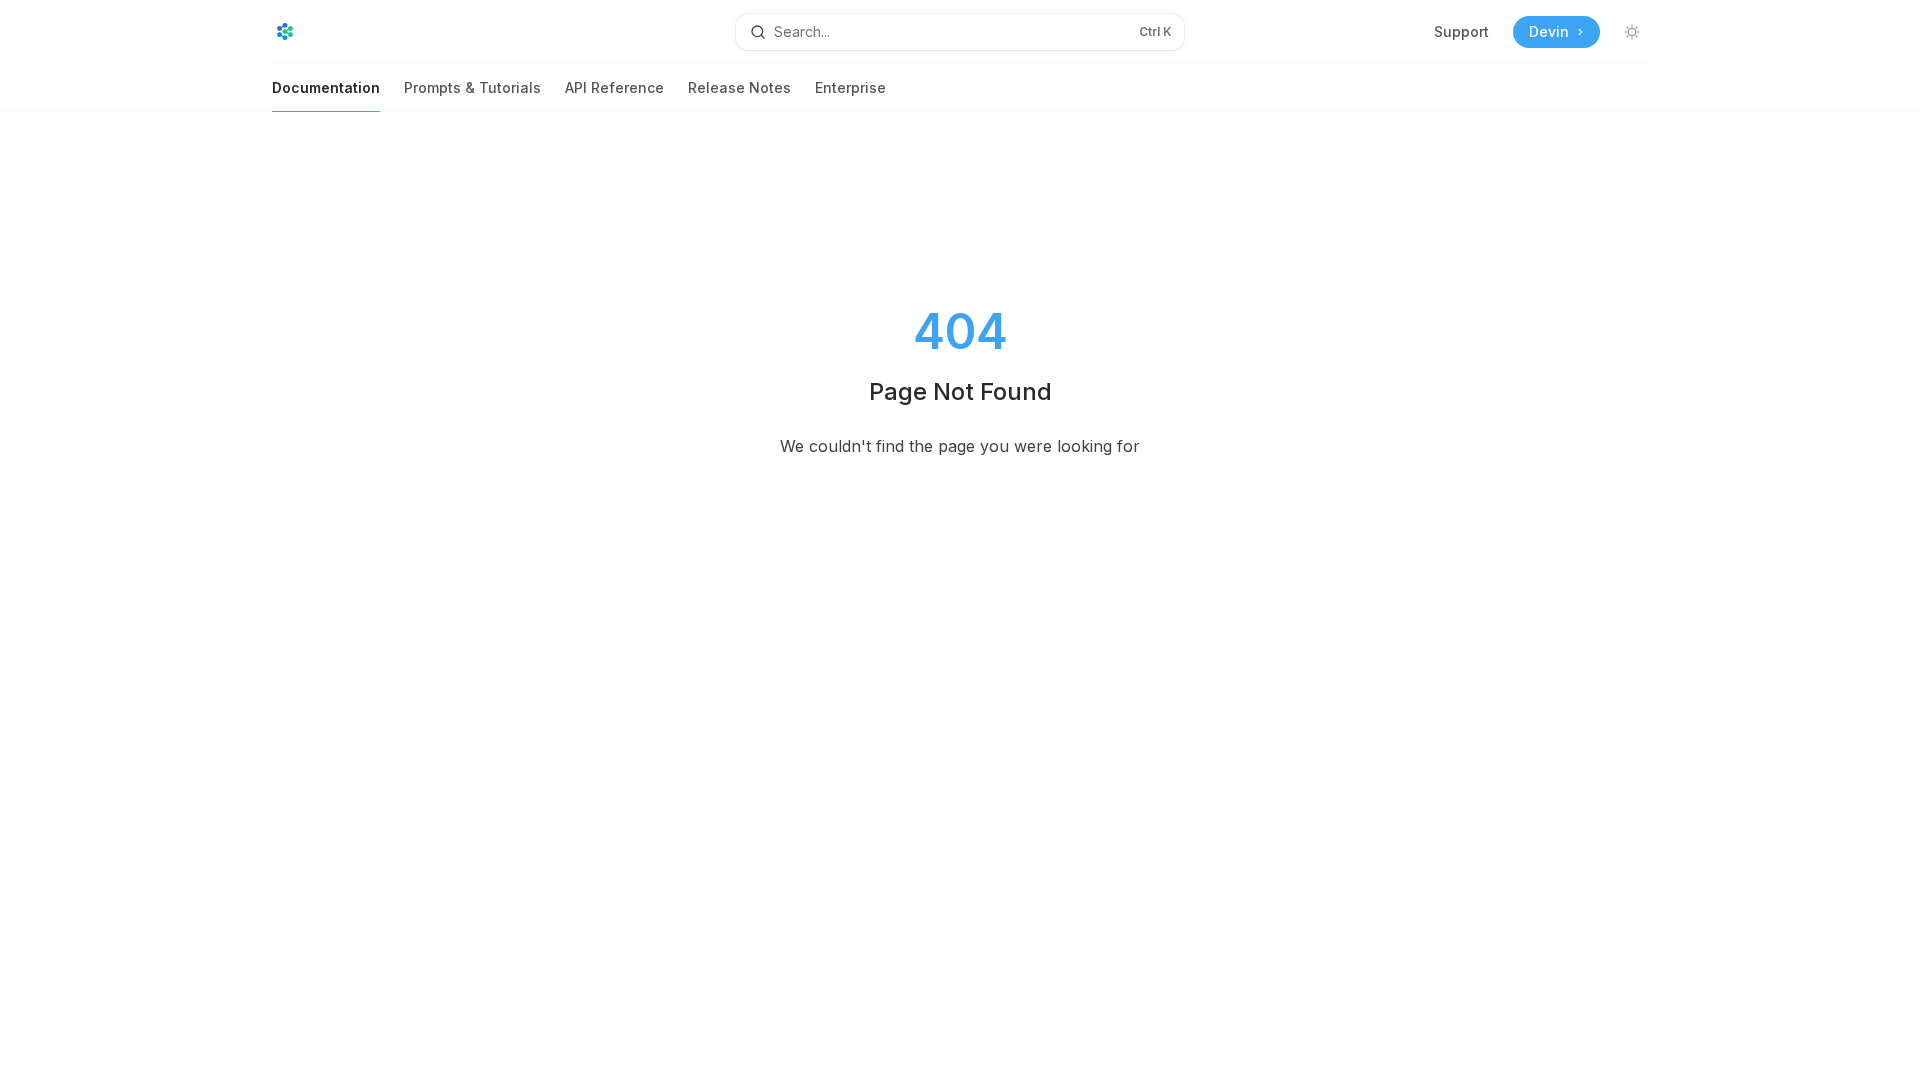 Search...
Ctrl K
Support
Devin
Documentation
Prompts & Tutorials
API Reference
Release Notes
Enterprise
404
Page Not Found
We couldn't find the page you were looking for